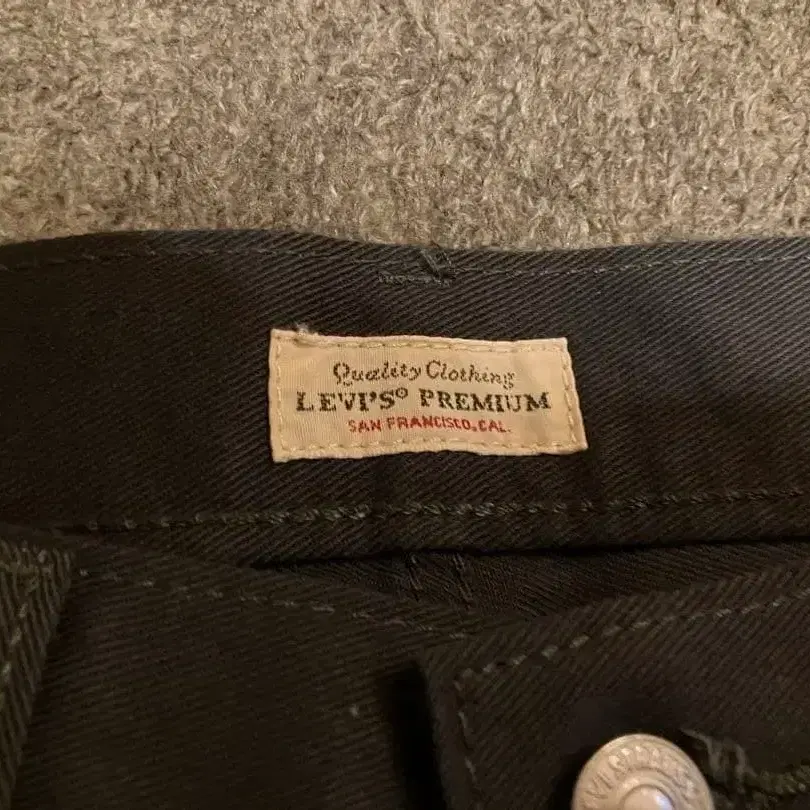 Quality Clothing
LEVI'S® PREMIUM
SAN FRANCISCO, CAL.